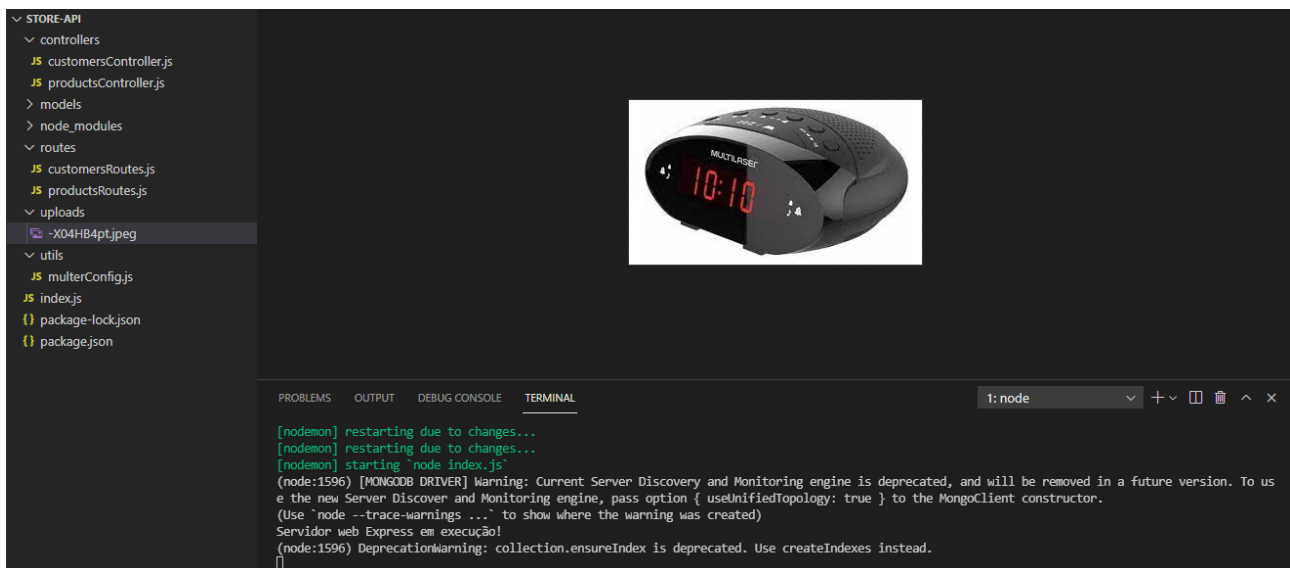 STORE-API
controllers
JS customersController.js
JS productsController.js
models
node_modules
routes
JS customersRoutes.js
JS productsRoutes.js
uploads
-X04HB4pt.jpeg
utils
JS multerConfig.js
JS index.js
{} package-lock.json
{} package.json
MULTILASER
10:10
PROBLEMS OUTPUT DEBUG CONSOLE TERMINAL 1: node
[nodemon] restarting due to changes...
[nodemon] restarting due to changes...
[nodemon] starting `node index.js`
(node:1596) [MONGODB DRIVER] Warning: Current Server Discovery and Monitoring engine is deprecated, and will be removed in a future version. To us
e the new Server Discover and Monitoring engine, pass option { useUnifiedTopology: true } to the MongoClient constructor.
(Use `node --trace-warnings ...` to show where the warning was created)
Servidor web Express em execução!
(node:1596) DeprecationWarning: collection.ensureIndex is deprecated. Use createIndexes instead.